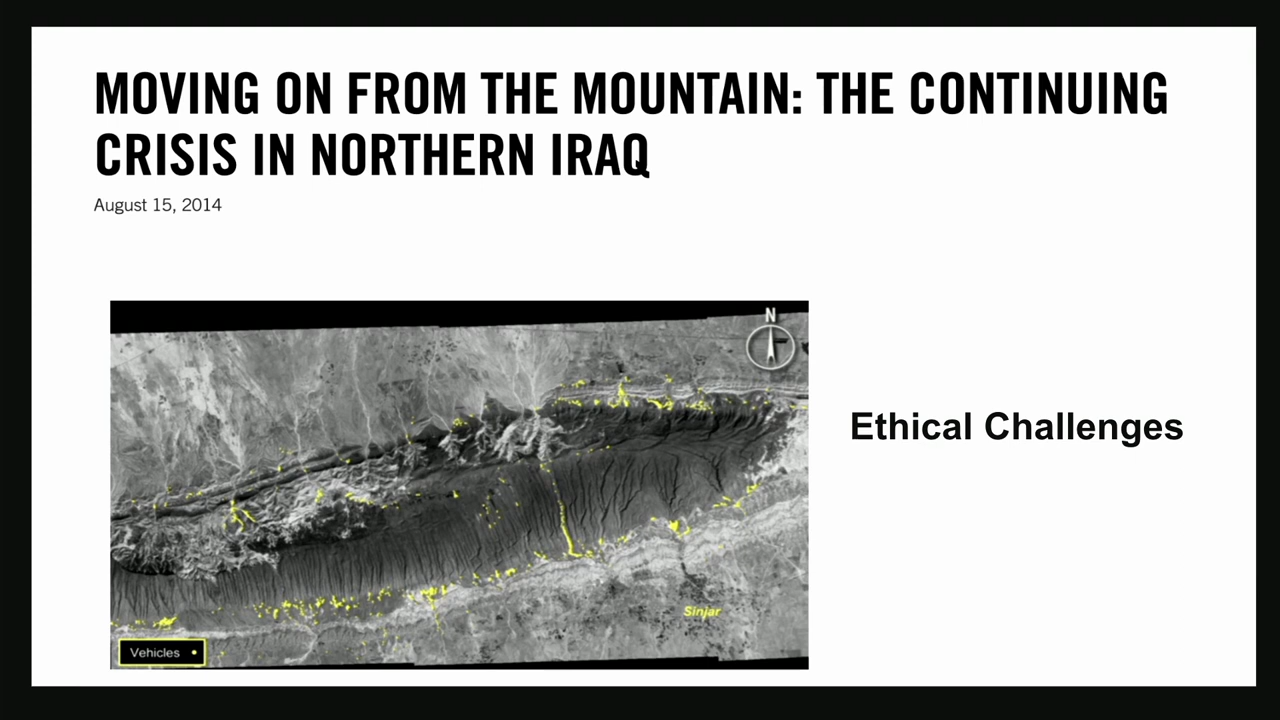 MOVING ON FROM THE MOUNTAIN: THE CONTINUING
CRISIS IN NORTHERN IRAQ
August 15, 2014
N
Ethical Challenges
Sinjar
Vehicles